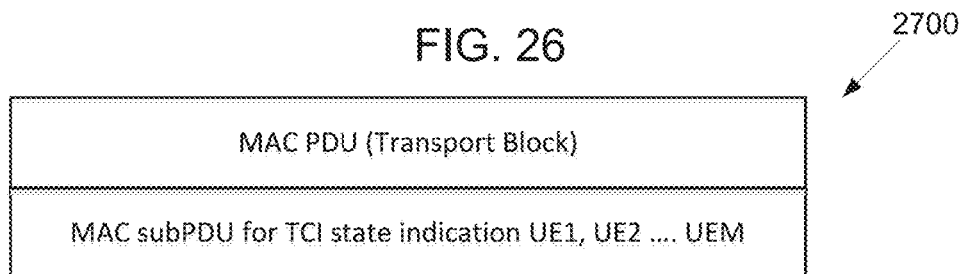 FIG. 26
2700
MAC PDU (Transport Block)
MAC subPDU for TCI state indication UE1, UE2 .... UEM